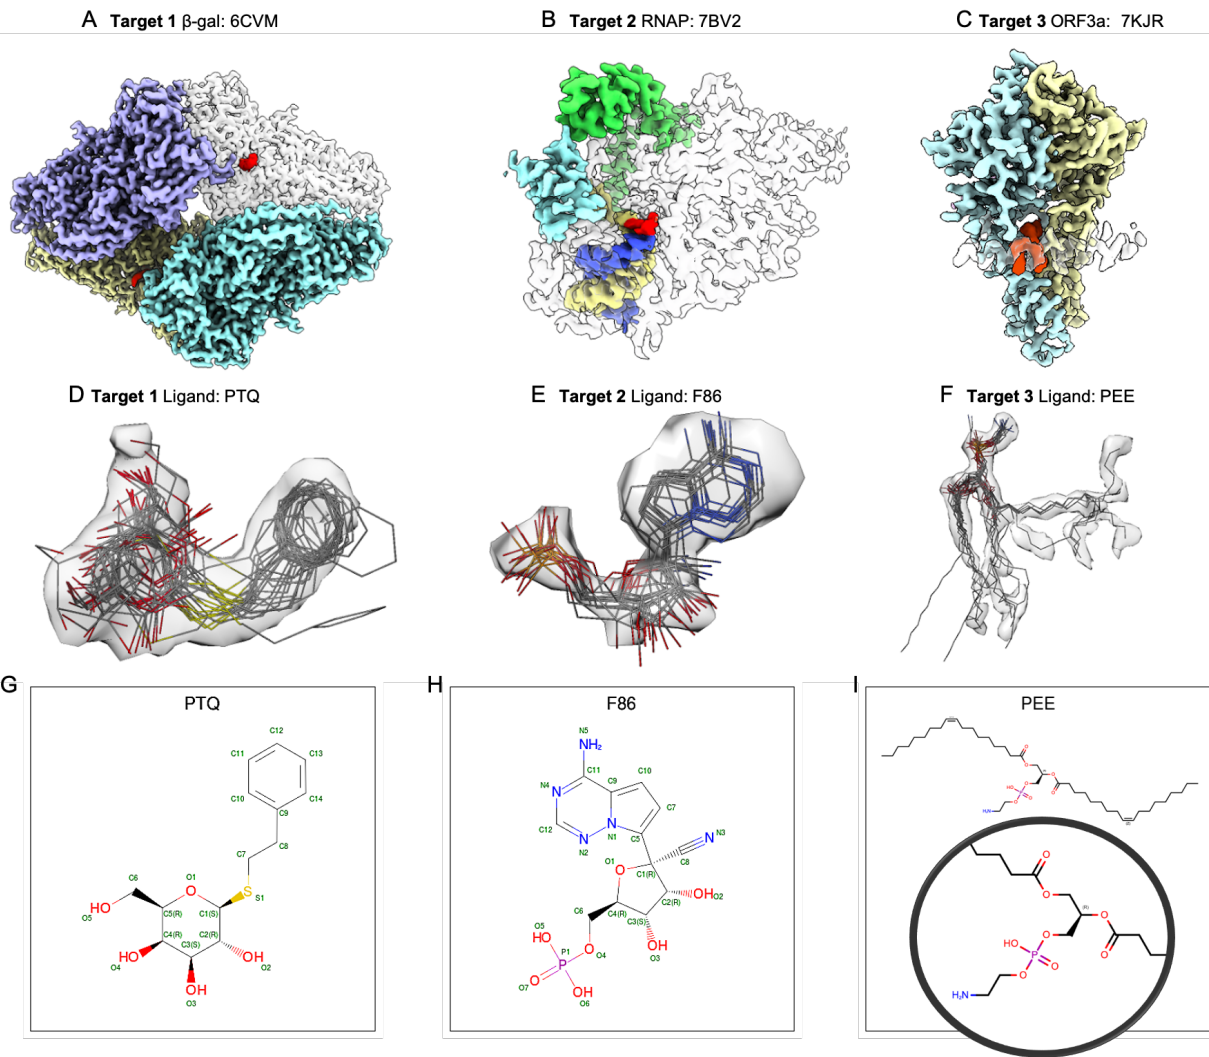 A Target 1 β-gal: 6CVM
B Target 2 RNAP: 7BV2
C Target 3 ORF3a: 7KJR
D Target 1 Ligand: PTQ
E Target 2 Ligand: F86
F Target 3 Ligand: PEE
G
PTQ
C12
C11
C13
C10
C14
C9
C7
C8
C6
O1
S
S1
HO
O5
C5(R)
C1(S)
C4(R)
C2(R)
C3(S)
HO
O4
OH
O2
OH
O3
H
F86
N5
NH₂
C11
C9
C10
N4
N
C7
C12
N
N2
N
N1
C5
N
N3
C8
O1
O
C1(R)
C6
C4(R)
C2(R)
OH
O2
C3(S)
O5
HO
P1
P
O
O4
OH
O3
O
O7
OH
O6
I
PEE
O
O
O
O
HO
P
O
O
O
H₂N
O
O
(R)
O
O
O
HO
P
O
O
H₂N